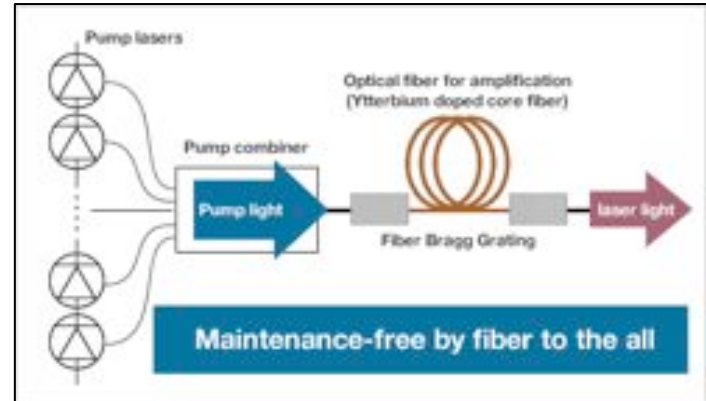 Pump lasers
Optical fiber for amplification
(Ytterbium doped core fiber)
Pump combiner
Pump light
laser light
Fiber Bragg Grating
Maintenance-free by fiber to the all